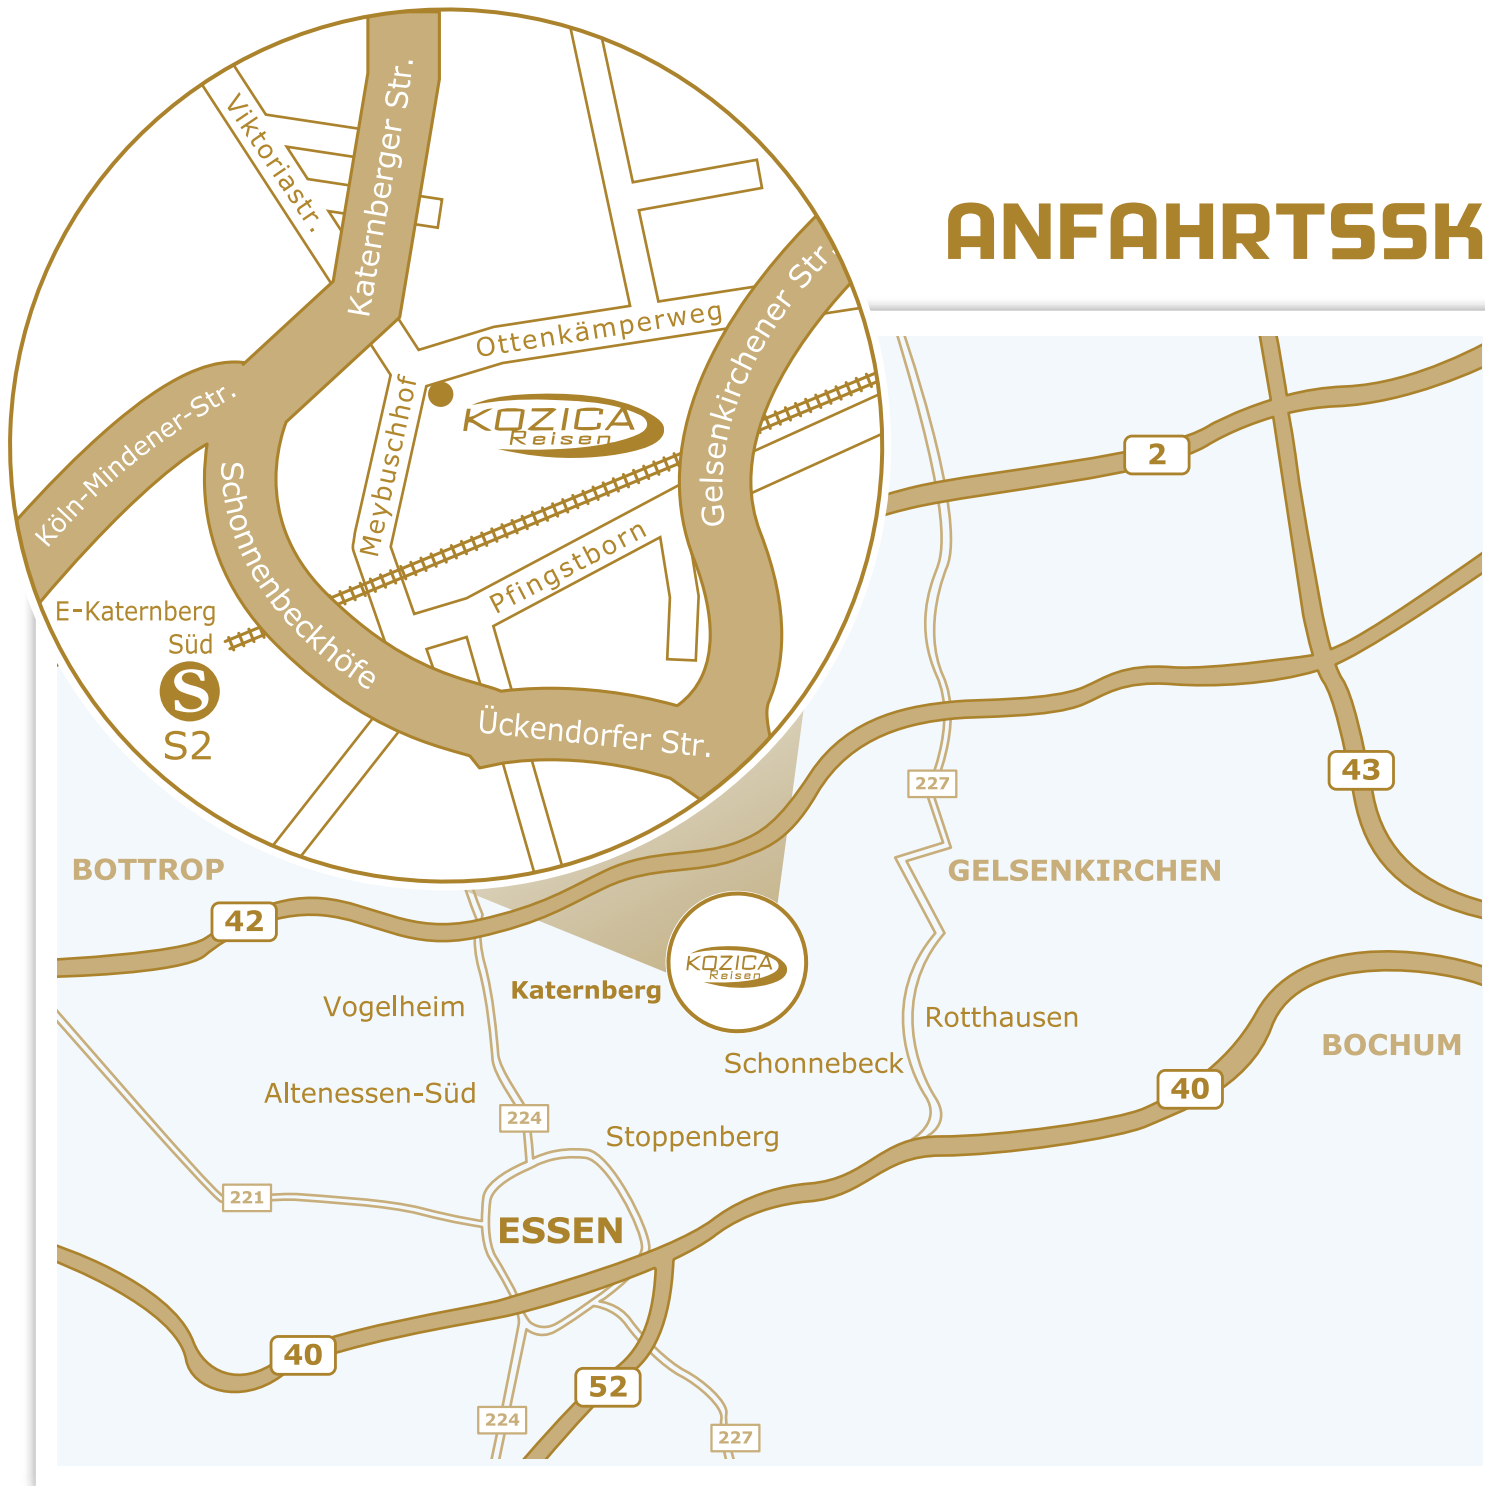 ANFAHRTSSK
Viktoriastr.
Katernberger Str.
Ottenkämperweg
Gelsenkirchener Str.
Köln-Mindener-Str.
Meybuschhof
KOZICA
Reisen
Schonnenbeckhöfe
Pfingstborn
E-Katernberg
Süd
S
S2
Ückendorfer Str.
2
227
43
BOTTROP
GELSENKIRCHEN
42
KOZICA
Reisen
Katernberg
Vogelheim
Rotthausen
BOCHUM
Schonnebeck
Altenessen-Süd
40
224
Stoppenberg
221
ESSEN
40
52
224
227